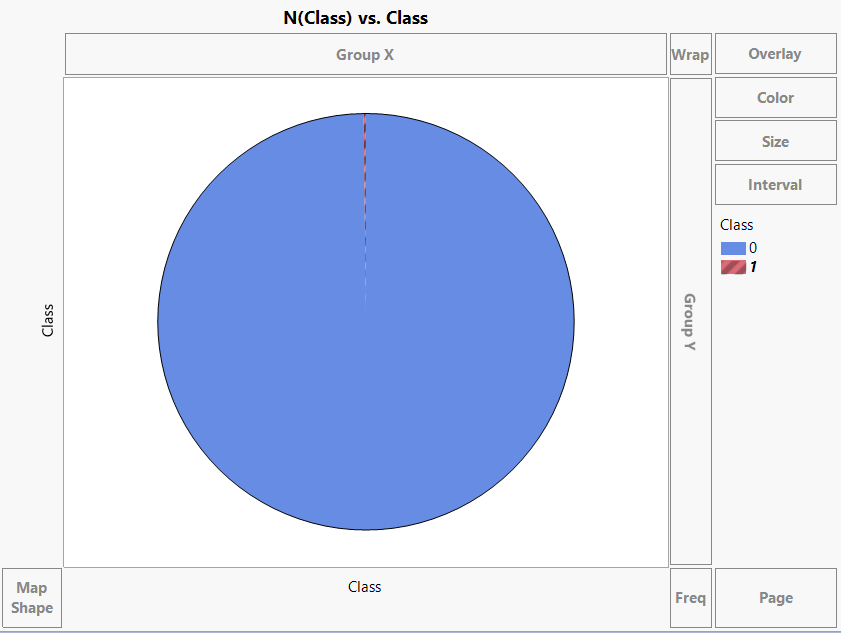 N(Class) vs. Class
Group X
Wrap
Overlay
Color
Size
Interval
Class
0
1
Class
Group Y
Class
Map
Shape
Freq
Page